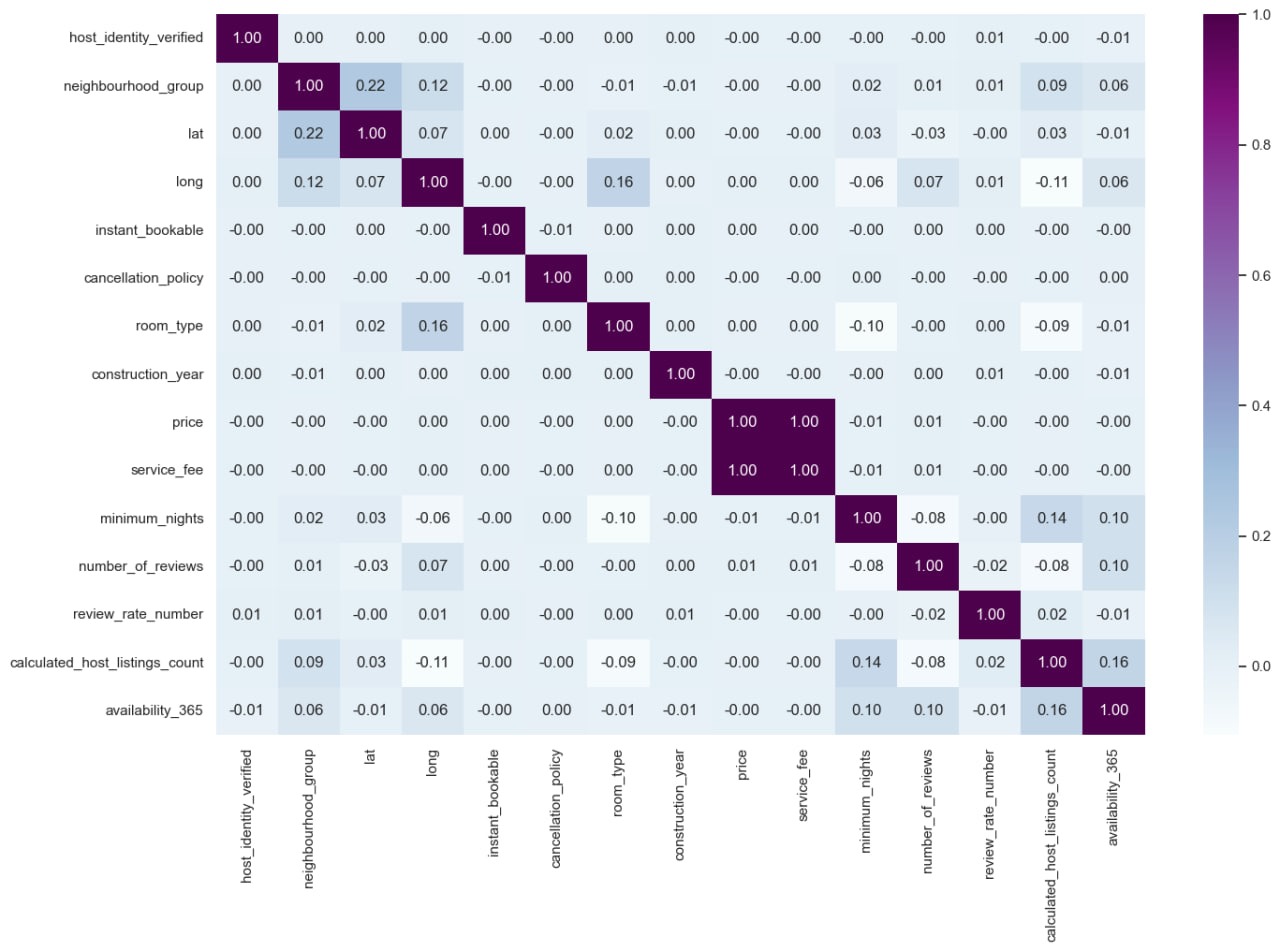 host_identity_verified 1.00 0.00 0.00 0.00 -0.00 -0.00 0.00 0.00 -0.00 -0.00 -0.00 -0.00 0.01 -0.00 -0.01
neighbourhood_group 0.00 1.00 0.22 0.12 -0.00 -0.00 -0.01 -0.01 -0.00 -0.00 0.02 0.01 0.01 0.09 0.06
lat 0.00 0.22 1.00 0.07 0.00 -0.00 0.02 0.00 -0.00 -0.00 0.03 -0.03 -0.00 0.03 -0.01
long 0.00 0.12 0.07 1.00 -0.00 -0.00 0.16 0.00 0.00 0.00 -0.06 0.07 0.01 -0.11 0.06
instant_bookable -0.00 -0.00 0.00 -0.00 1.00 -0.01 0.00 0.00 0.00 0.00 -0.00 -0.00 0.00 -0.00 -0.00
cancellation_policy -0.00 -0.00 -0.00 -0.00 -0.01 1.00 0.00 0.00 -0.00 -0.00 0.00 -0.00 -0.00 -0.00 0.00
room_type 0.00 -0.01 0.02 0.16 0.00 0.00 1.00 0.00 0.00 0.00 -0.10 -0.00 0.00 -0.09 -0.01
construction_year 0.00 -0.01 0.00 0.00 0.00 0.00 0.00 1.00 -0.00 -0.00 -0.00 0.00 0.01 -0.00 -0.01
price -0.00 -0.00 -0.00 0.00 0.00 -0.00 0.00 -0.00 1.00 1.00 -0.01 0.01 -0.00 -0.00 -0.00
service_fee -0.00 -0.00 -0.00 0.00 0.00 -0.00 0.00 -0.00 1.00 1.00 -0.01 0.01 -0.00 -0.00 -0.00
minimum_nights -0.00 0.02 0.03 -0.06 -0.00 0.00 -0.10 -0.00 -0.01 -0.01 1.00 -0.08 -0.00 0.14 0.10
number_of_reviews -0.00 0.01 -0.03 0.07 -0.00 -0.00 -0.00 0.00 0.01 0.01 -0.08 1.00 -0.02 -0.08 0.10
review_rate_number 0.01 0.01 -0.00 0.01 0.00 -0.00 0.00 0.01 -0.00 -0.00 -0.00 -0.02 1.00 0.02 -0.01
calculated_host_listings_count -0.00 0.09 0.03 -0.11 -0.00 -0.00 -0.09 -0.00 -0.00 -0.00 0.14 -0.08 0.02 1.00 0.16
availability_365 -0.01 0.06 -0.01 0.06 -0.00 0.00 -0.01 -0.01 -0.00 -0.00 0.10 0.10 -0.01 0.16 1.00
host_identity_verified
neighbourhood_group
lat
long
instant_bookable
cancellation_policy
room_type
construction_year
price
service_fee
minimum_nights
number_of_reviews
review_rate_number
calculated_host_listings_count
availability_365
1.0
0.8
0.6
0.4
0.2
0.0